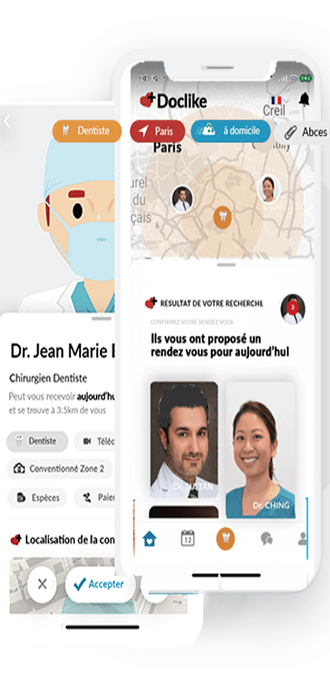 Doclike
Creil
Dentiste
Paris
à domicile
Abces
Paris
urel
du
çais
RESULTAT DE VOTRE RECHERCHE
3
CONFIRMEZ VOTRE RENDEZ VOUS
Ils vous ont proposé un
rendez vous pour aujourd'hui
Dr. SULTAN
Dr. CHING
12
Dr. Jean Marie
Chirurgien Dentiste
Peut vous recevoir aujourd'hu
et se trouve à 3.5km de vous
Dentiste
Téléc
Conventionné Zone 2
Espèces
Paier
Localisation de la con
Accepter